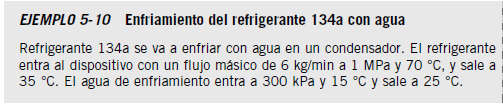 EJEMPLO 5-10 Enfriamiento del refrigerante 134a con agua
Refrigerante 134a se va a enfriar con agua en un condensador. El refrigerante
entra al dispositivo con un flujo másico de 6 kg/min a 1 MPa y 70 °C, y sale a
35 °C. El agua de enfriamiento entra a 300 kPa y 15 °C y sale a 25 °C.